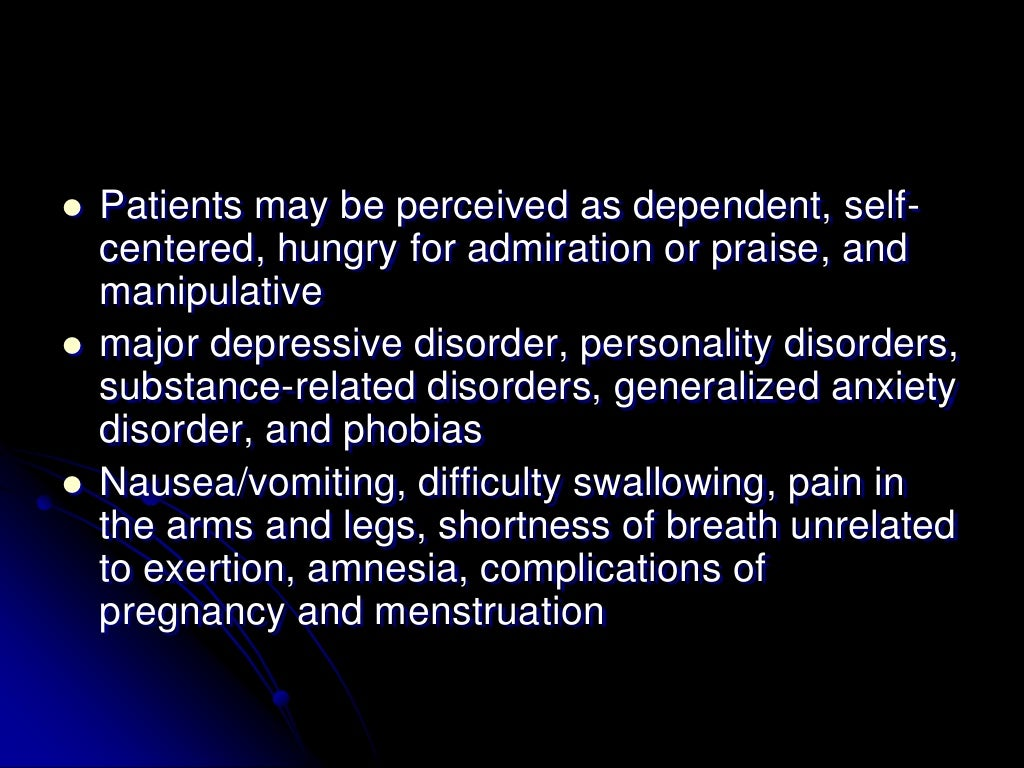 Patients may be perceived as dependent, self-
centered, hungry for admiration or praise, and
manipulative
major depressive disorder, personality disorders,
substance-related disorders, generalized anxiety
disorder, and phobias
Nausea/vomiting, difficulty swallowing, pain in
the arms and legs, shortness of breath unrelated
to exertion, amnesia, complications of
pregnancy and menstruation